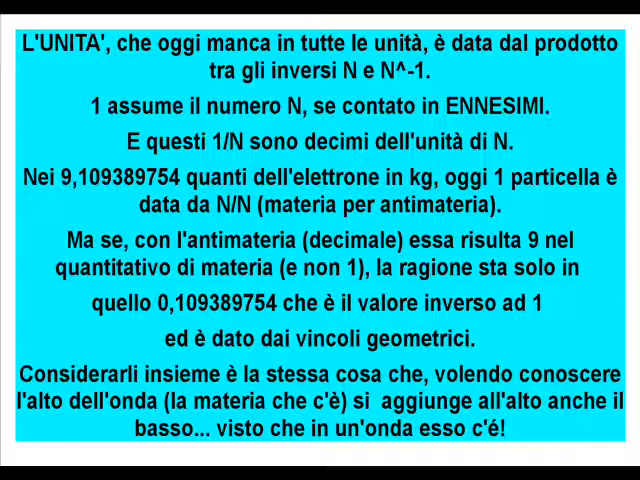 L'UNITA', che oggi manca in tutte le unità, è data dal prodotto
tra gli inversi N e N^-1.
1 assume il numero N, se contato in ENNESIMI.
E questi 1/N sono decimi dell'unità di N.
Nei 9,109389754 quanti dell'elettrone in kg, oggi 1 particella è
data da N/N (materia per antimateria).
Ma se, con l'antimateria (decimale) essa risulta 9 nel
quantitativo di materia (e non 1), la ragione sta solo in
quello 0,109389754 che è il valore inverso ad 1
ed è dato dai vincoli geometrici.
Considerarli insieme è la stessa cosa che, volendo conoscere
l'alto dell'onda (la materia che c'è) si aggiunge all'alto anche il
basso... visto che in un'onda esso c'é!